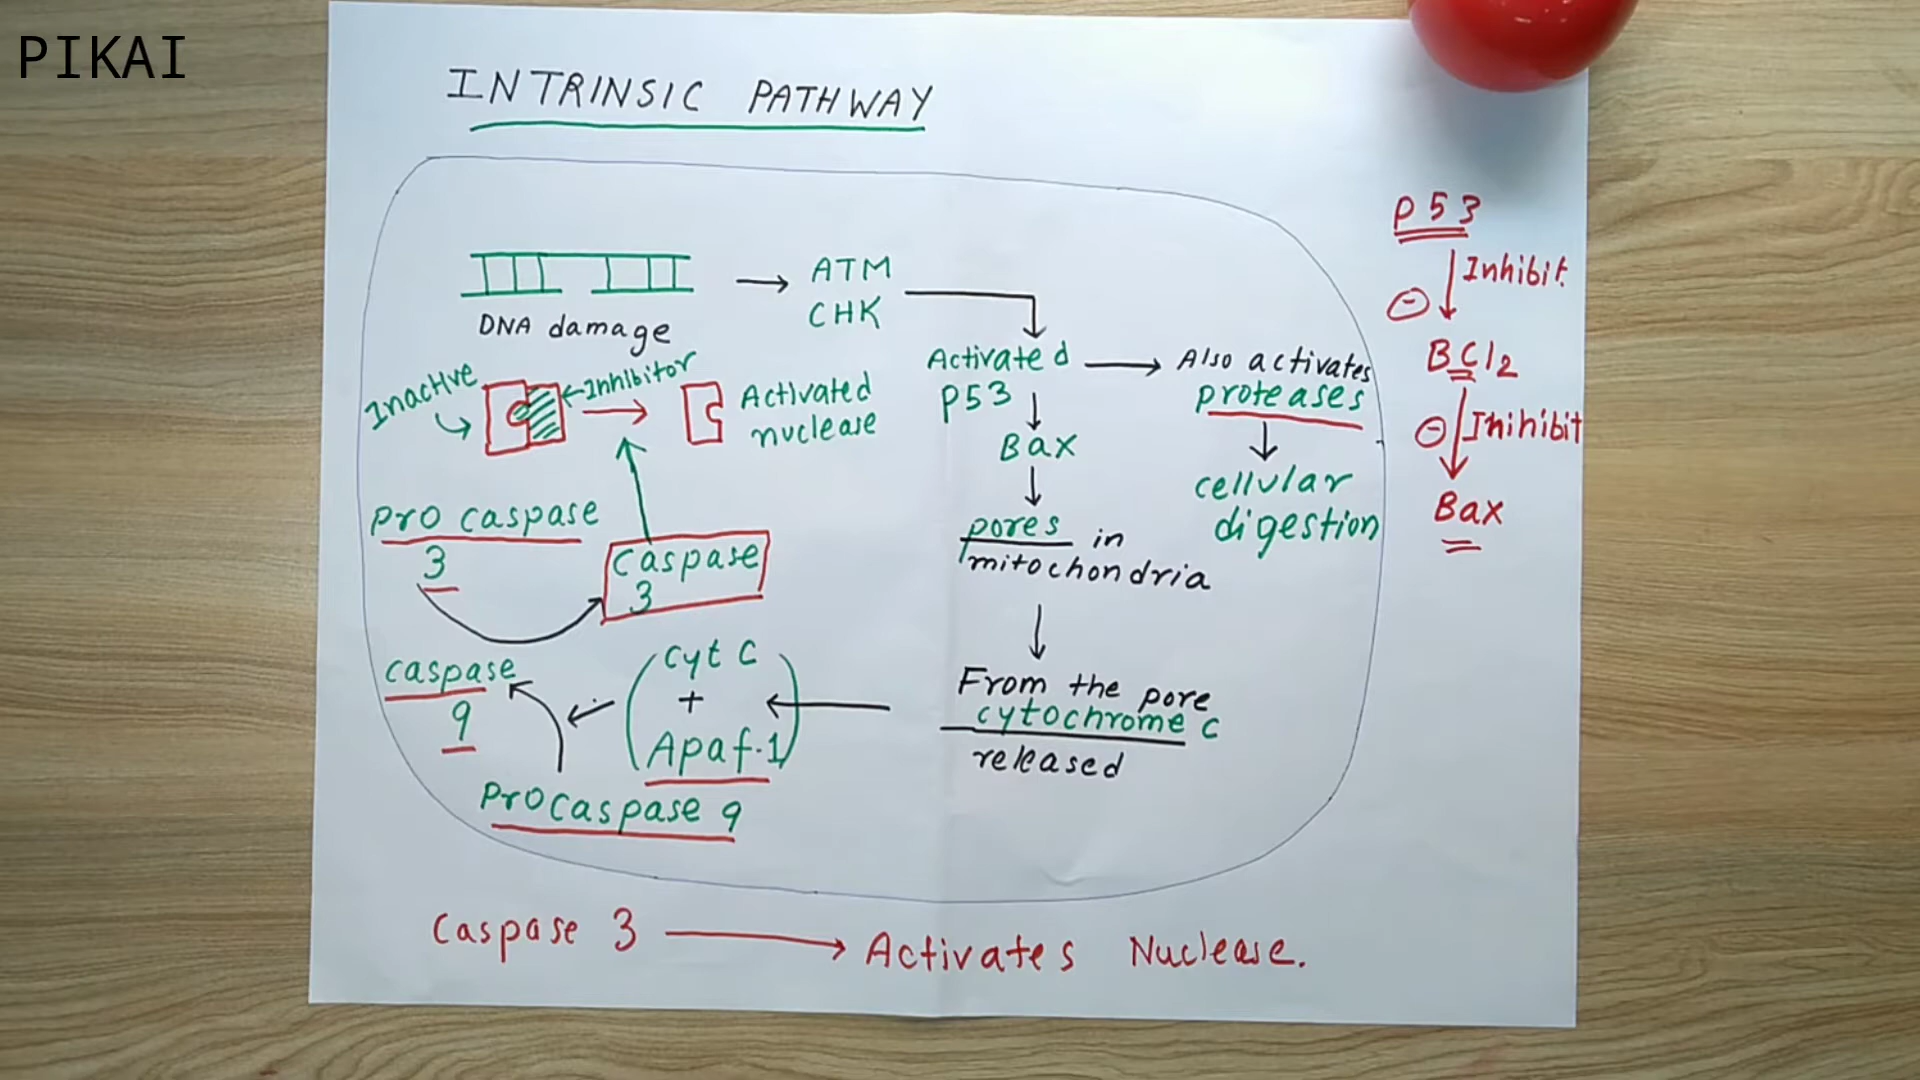 PIKAI
INTRINSIC PATHWAY
DNA damage
ATM
CHK
Activated
P53
Bax
pores in
mitochondria
From the pore
cytochrome c
released
Also activates
proteases
cellular
digestion
Inactive
Inhibitor
Activated
nuclease
Pro caspase
3
Caspase
3
Cyt C
+
Apaf-1
caspase
9
Procaspase 9
P53
Inhibit.
BCl2
Inihibit
Bax
Caspase 3 Activates Nuclease.